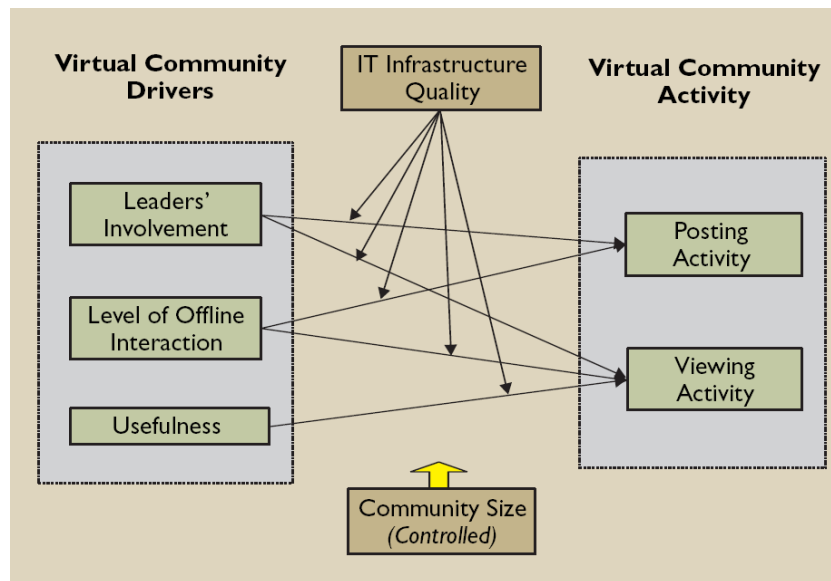 Virtual Community
Drivers
IT Infrastructure
Quality
Virtual Community
Activity
Leaders'
Involvement
Level of Offline
Interaction
Usefulness
Posting
Activity
Viewing
Activity
Community Size
(Controlled)